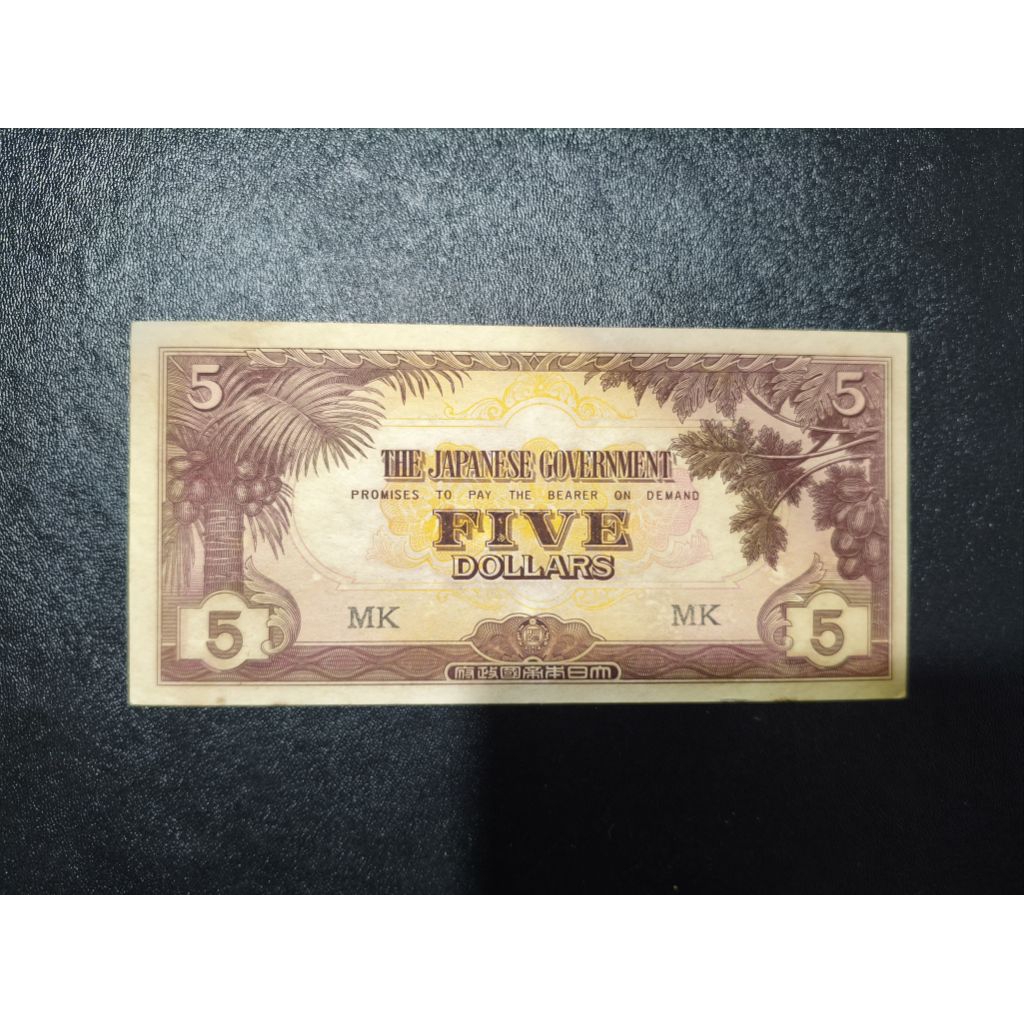 5 5
THE JAPANESE GOVERNMENT
PROMISES TO PAY THE BEARER ON DEMAND
FIVE
DOLLARS
MK MK
5 5
府政國帝本日大